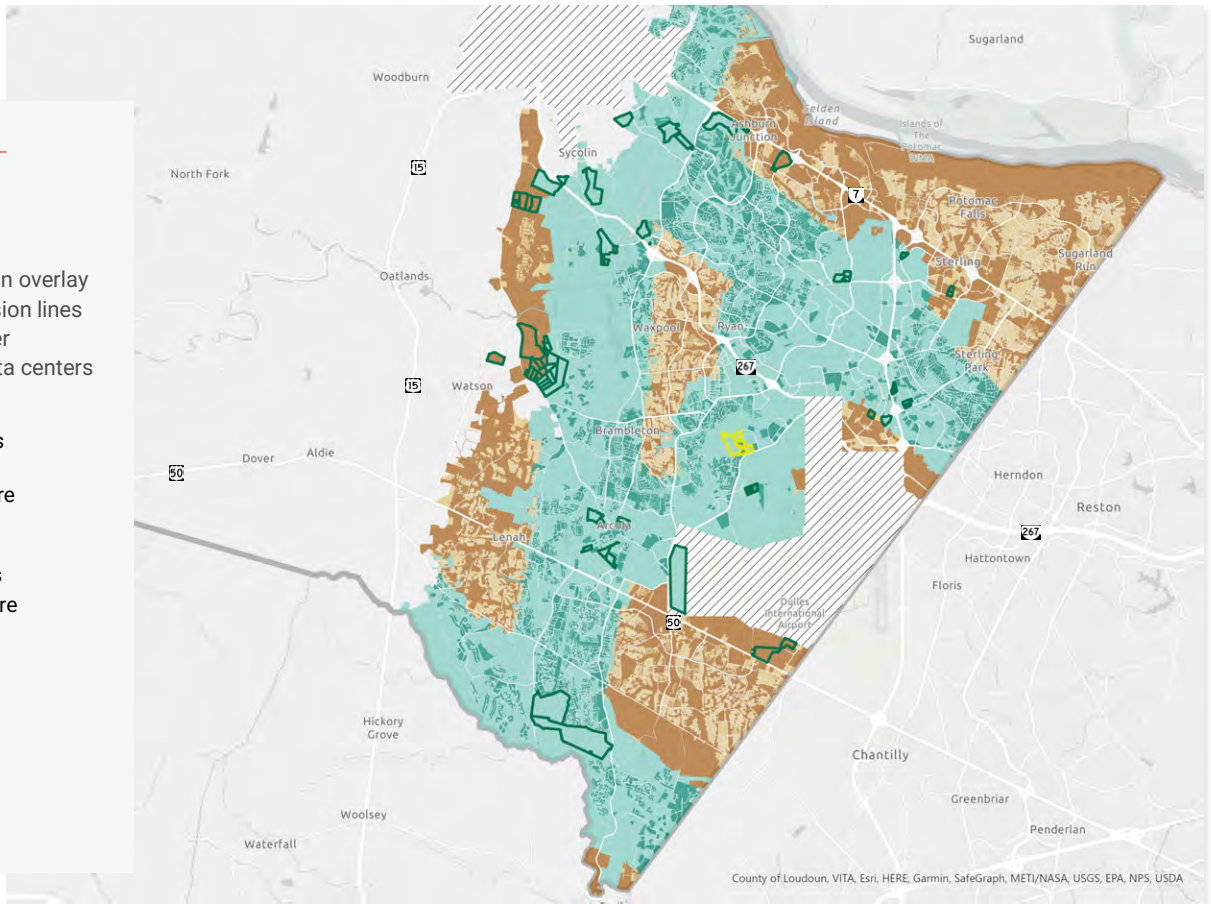 n overlay
sion lines
er
ta centers
s
re
s
re
Sugarland
Woodburn
Selden
Island
Ashburn
Junction
Islands of
The
Potomac
WMA
Sycolin
15
North Fork
7
Potomac
Falls
Sugarland
Run
Sterling
Oatlands
Waxpool
Ryan
Sterling
Park
267
15
Watson
Brambleton
50
Dover
Aldie
Herndon
Reston
Arcola
Lenah
267
Hattontown
Floris
Dulles
International
Airport
50
Hickory
Grove
Chantilly
Greenbriar
Woolsey
Penderlan
Waterfall
County of Loudoun, VITA, Esri, HERE, Garmin, SafeGraph, METI/NASA, USGS, EPA, NPS, USDA